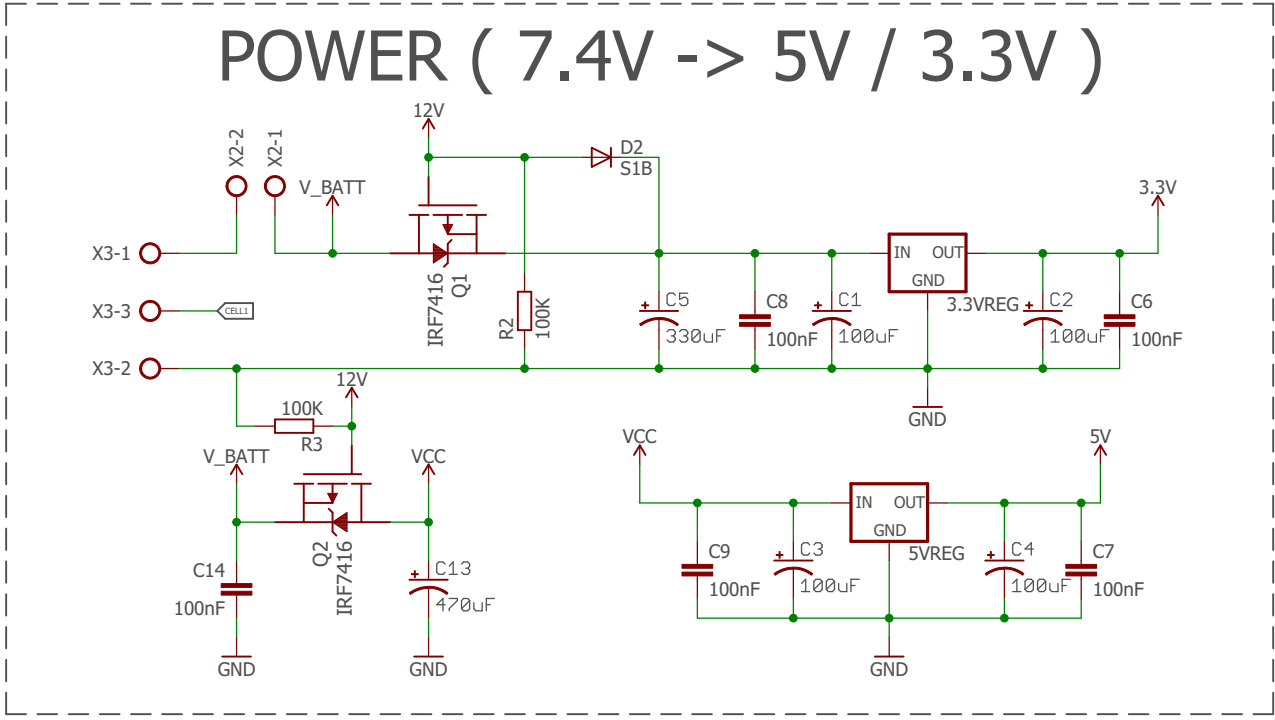 POWER ( 7.4V -> 5V / 3.3V )
12V
X2-2
X2-1
D2
S1B
V_BATT
3.3V
X3-1
IN OUT
GND
3.3VREG
IRF7416
Q1
R2
100K
C5
330uF
C8
100nF
C1
100uF
C2
100uF
C6
100nF
X3-3
CELL1
X3-2
GND
12V
100K
R3
V_BATT
VCC
VCC
5V
IN OUT
GND
5VREG
Q2
IRF7416
C14
100nF
C13
470uF
C9
100nF
C3
100uF
C4
100uF
C7
100nF
GND
GND
GND